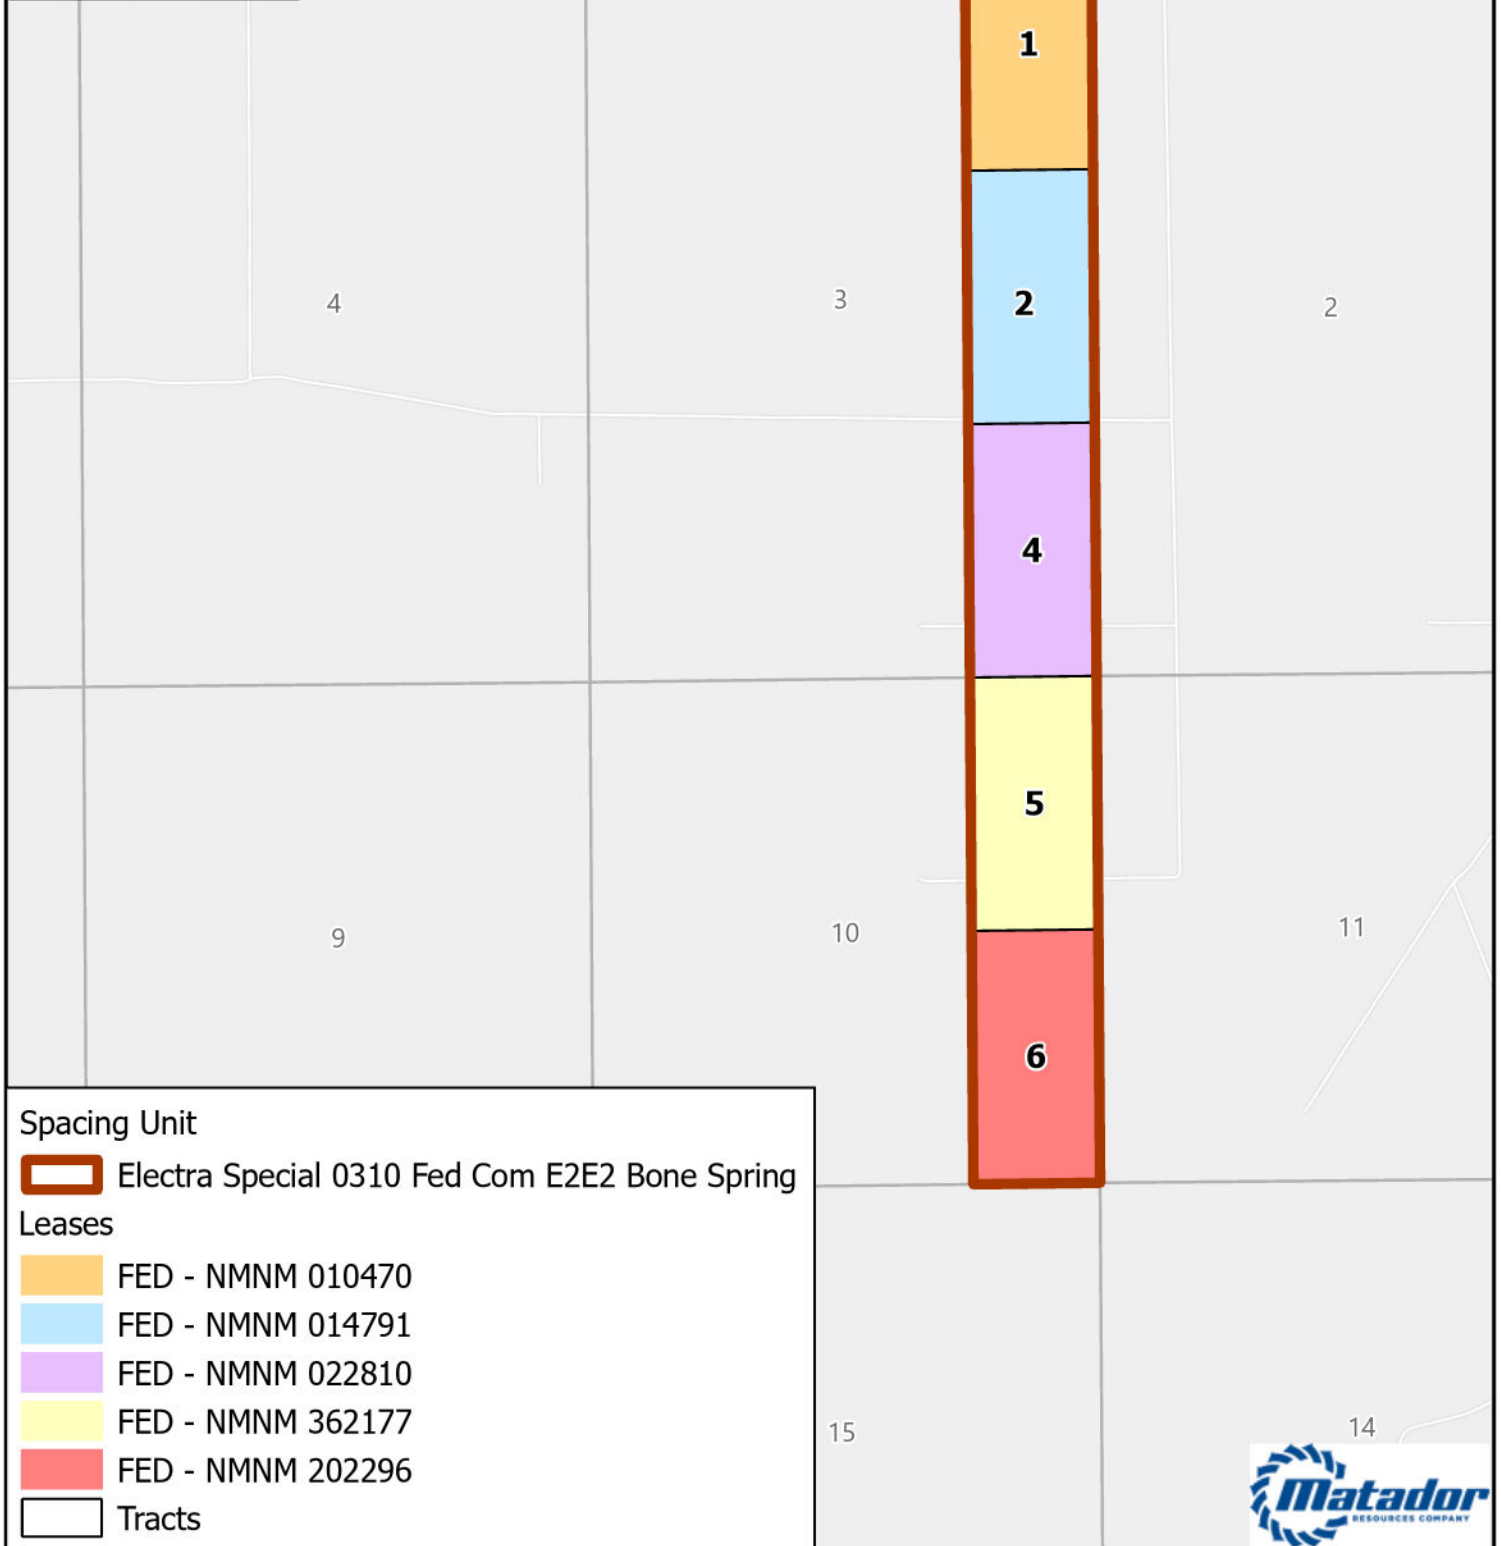 1
2
4
3
2
4
5
9
10
11
6
Spacing Unit
Electra Special 0310 Fed Com E2E2 Bone Spring
Leases
FED - NMNM 010470
FED - NMNM 014791
FED - NMNM 022810
FED - NMNM 362177
FED - NMNM 202296
Tracts
15
14
Matador
RESOURCES COMPANY